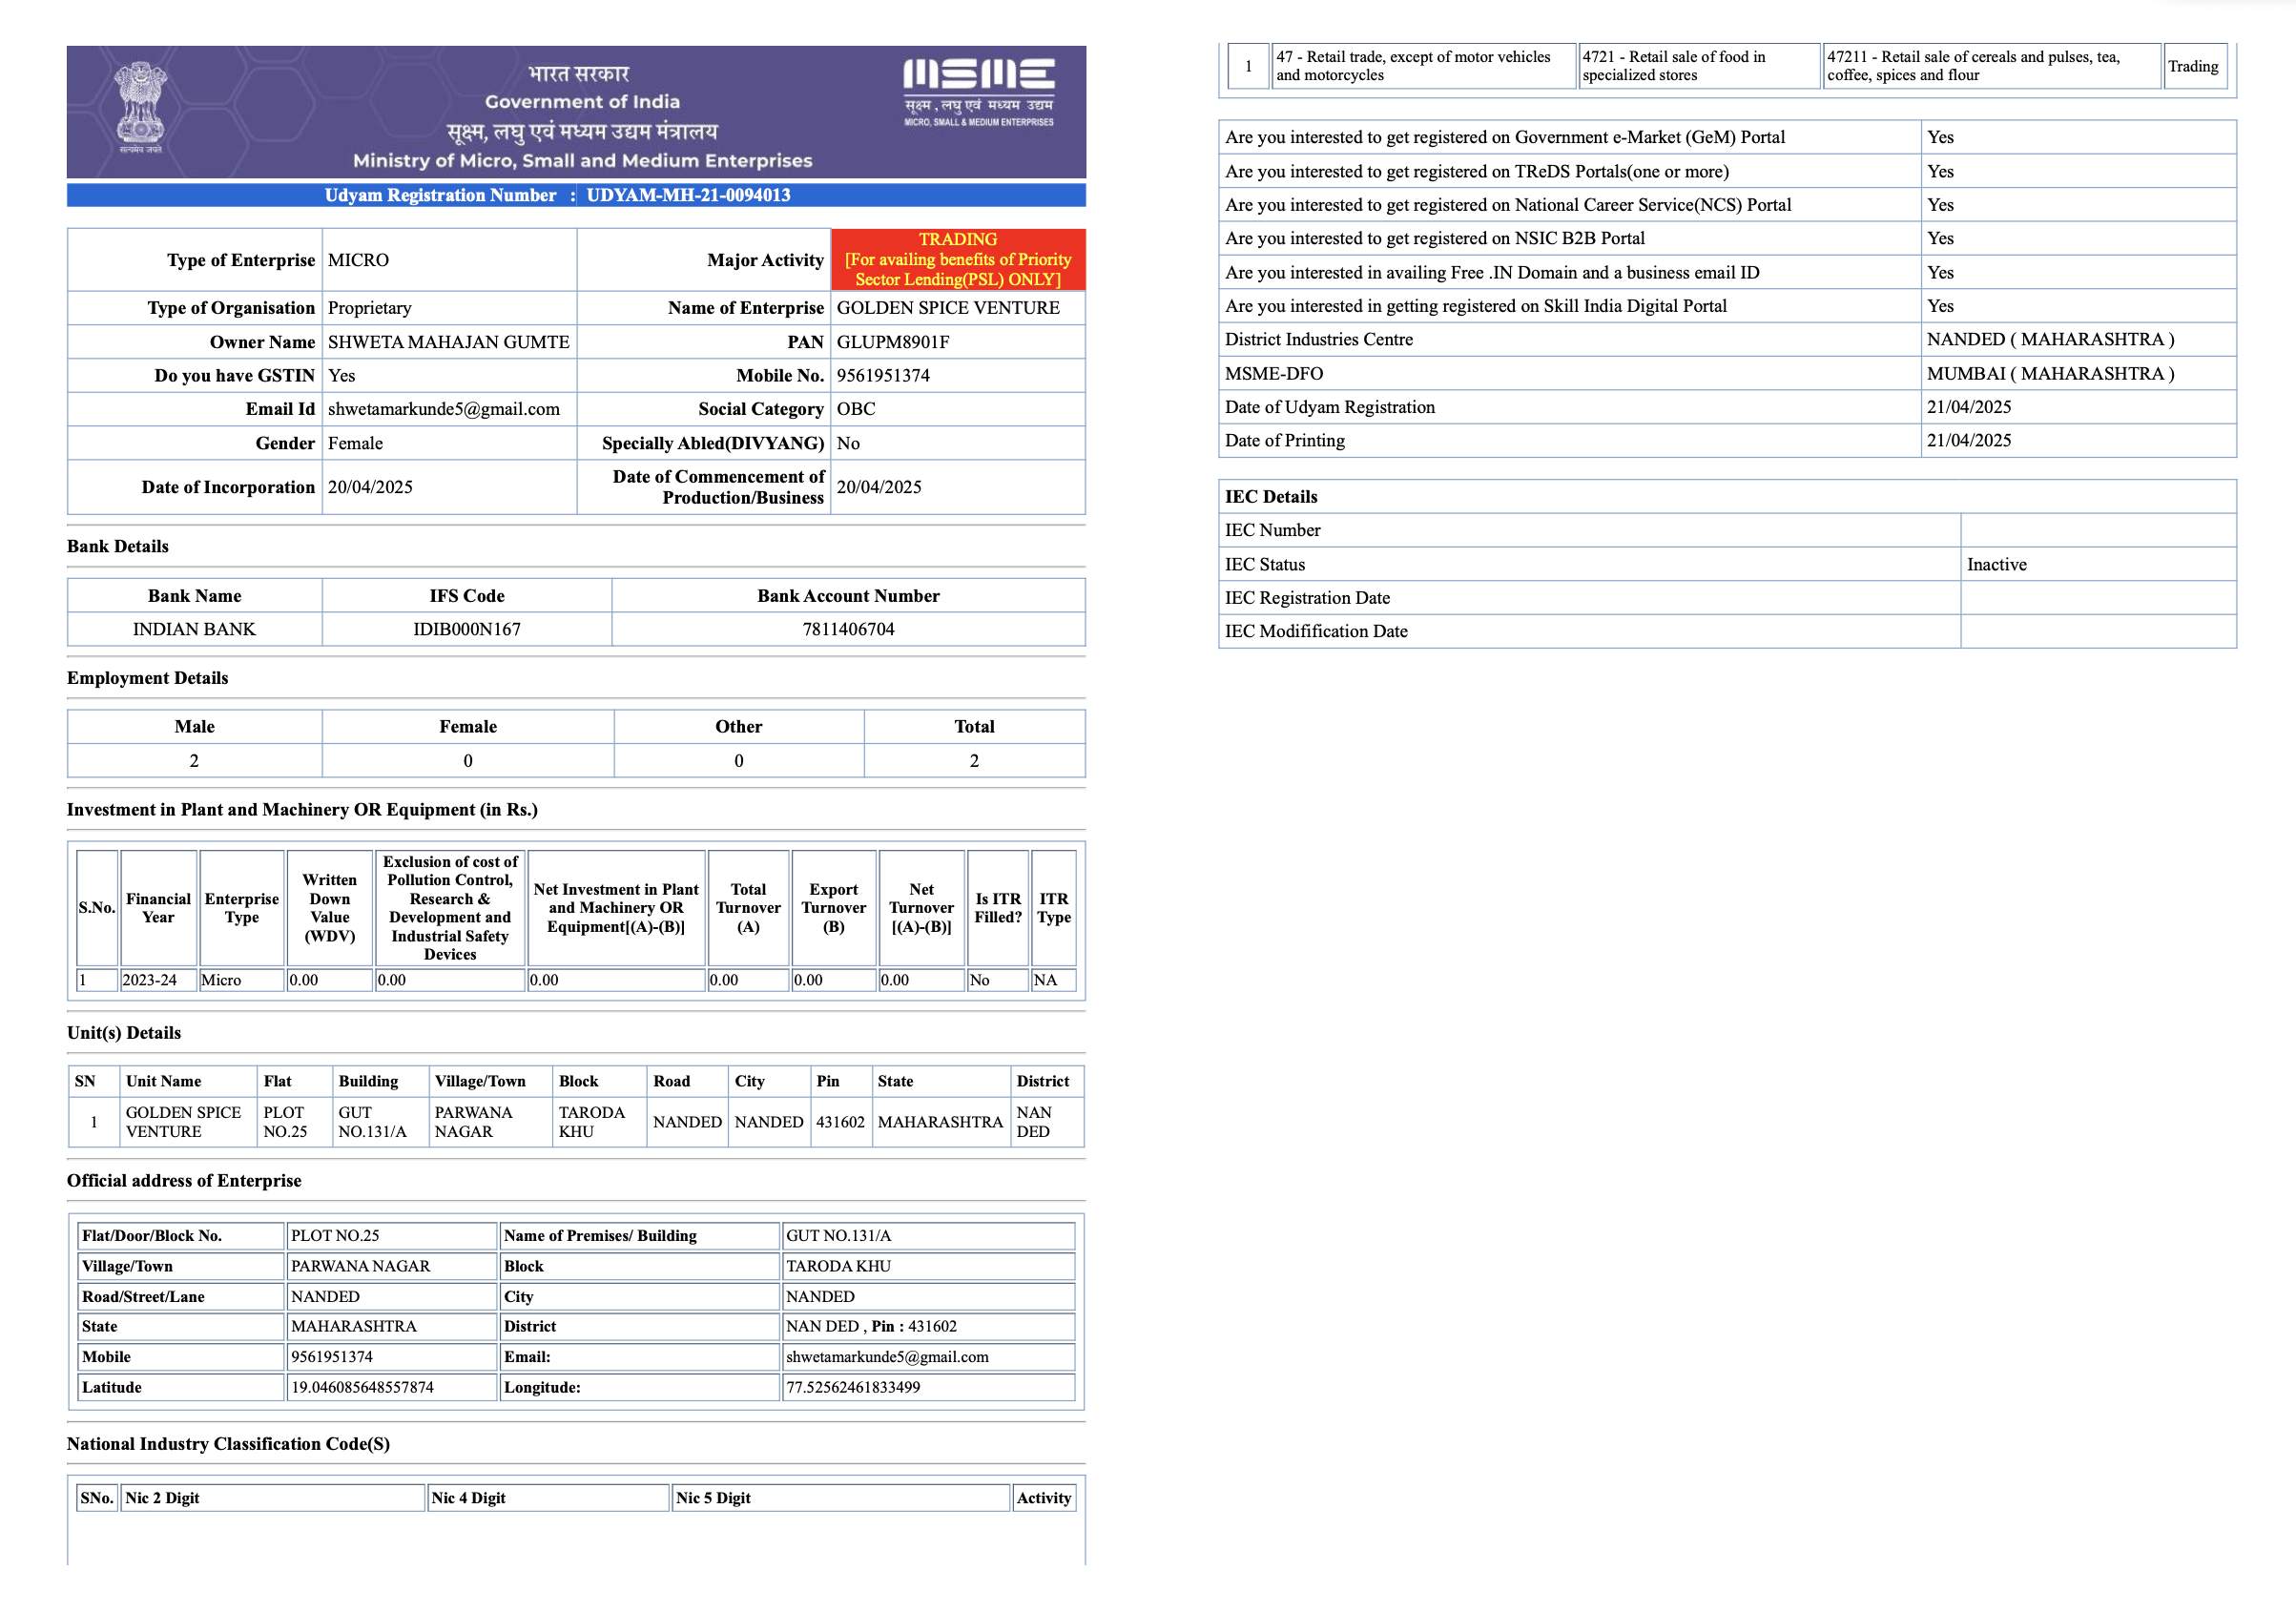 भारत सरकार
Government of India
सूक्ष्म, लघु एवं मध्यम उद्यम मंत्रालय
Ministry of Micro, Small and Medium Enterprises
सत्यमेव जयते
MSME
सूक्ष्म, लघु एवं मध्यम उद्यम
MICRO, SMALL & MEDIUM ENTERPRISES
Udyam Registration Number : UDYAM-MH-21-0094013
Type of Enterprise MICRO Major Activity TRADING
[For availing benefits of Priority
Sector Lending(PSL) ONLY]
Type of Organisation Proprietary Name of Enterprise GOLDEN SPICE VENTURE
Owner Name SHWETA MAHAJAN GUMTE PAN GLUPM8901F
Do you have GSTIN Yes Mobile No. 9561951374
Email Id shwetamarkunde5@gmail.com Social Category OBC
Gender Female Specially Abled(DIVYANG) No
Date of Incorporation 20/04/2025 Date of Commencement of
Production/Business 20/04/2025
Bank Details
Bank Name IFS Code Bank Account Number
INDIAN BANK IDIB000N167 7811406704
Employment Details
Male Female Other Total
2 0 0 2
Investment in Plant and Machinery OR Equipment (in Rs.)
S.No. Financial Year Enterprise Type Written Down Value (WDV) Exclusion of cost of Pollution Control, Research & Development and Industrial Safety Devices Net Investment in Plant and Machinery OR Equipment[(A)-(B)] Total Turnover (A) Export Turnover (B) Net Turnover [(A)-(B)] Is ITR Filled? ITR Type
1 2023-24 Micro 0.00 0.00 0.00 0.00 0.00 0.00 No NA
Unit(s) Details
SN Unit Name Flat Building Village/Town Block Road City Pin State District
1 GOLDEN SPICE VENTURE PLOT NO.25 GUT NO.131/A PARWANA NAGAR TARODA KHU NANDED NANDED 431602 MAHARASHTRA NAN DED
Official address of Enterprise
Flat/Door/Block No. PLOT NO.25 Name of Premises/ Building GUT NO.131/A
Village/Town PARWANA NAGAR Block TARODA KHU
Road/Street/Lane NANDED City NANDED
State MAHARASHTRA District NAN DED , Pin : 431602
Mobile 9561951374 Email: shwetamarkunde5@gmail.com
Latitude 19.046085648557874 Longitude: 77.52562461833499
National Industry Classification Code(S)
SNo. Nic 2 Digit Nic 4 Digit Nic 5 Digit Activity
1 47 - Retail trade, except of motor vehicles and motorcycles 4721 - Retail sale of food in specialized stores 47211 - Retail sale of cereals and pulses, tea, coffee, spices and flour Trading
Are you interested to get registered on Government e-Market (GeM) Portal Yes
Are you interested to get registered on TReDS Portals(one or more) Yes
Are you interested to get registered on National Career Service(NCS) Portal Yes
Are you interested to get registered on NSIC B2B Portal Yes
Are you interested in availing Free .IN Domain and a business email ID Yes
Are you interested in getting registered on Skill India Digital Portal Yes
District Industries Centre NANDED ( MAHARASHTRA )
MSME-DFO MUMBAI ( MAHARASHTRA )
Date of Udyam Registration 21/04/2025
Date of Printing 21/04/2025
IEC Details
IEC Number
IEC Status Inactive
IEC Registration Date
IEC Modifification Date